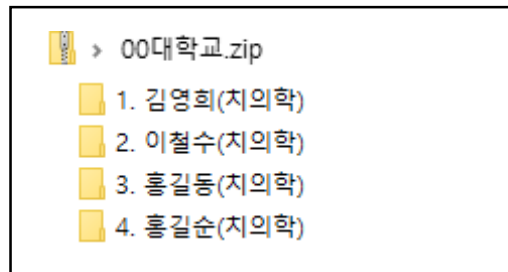 > 00대학교.zip
1. 김영희(치의학)
2. 이철수(치의학)
3. 홍길동(치의학)
4. 홍길순(치의학)